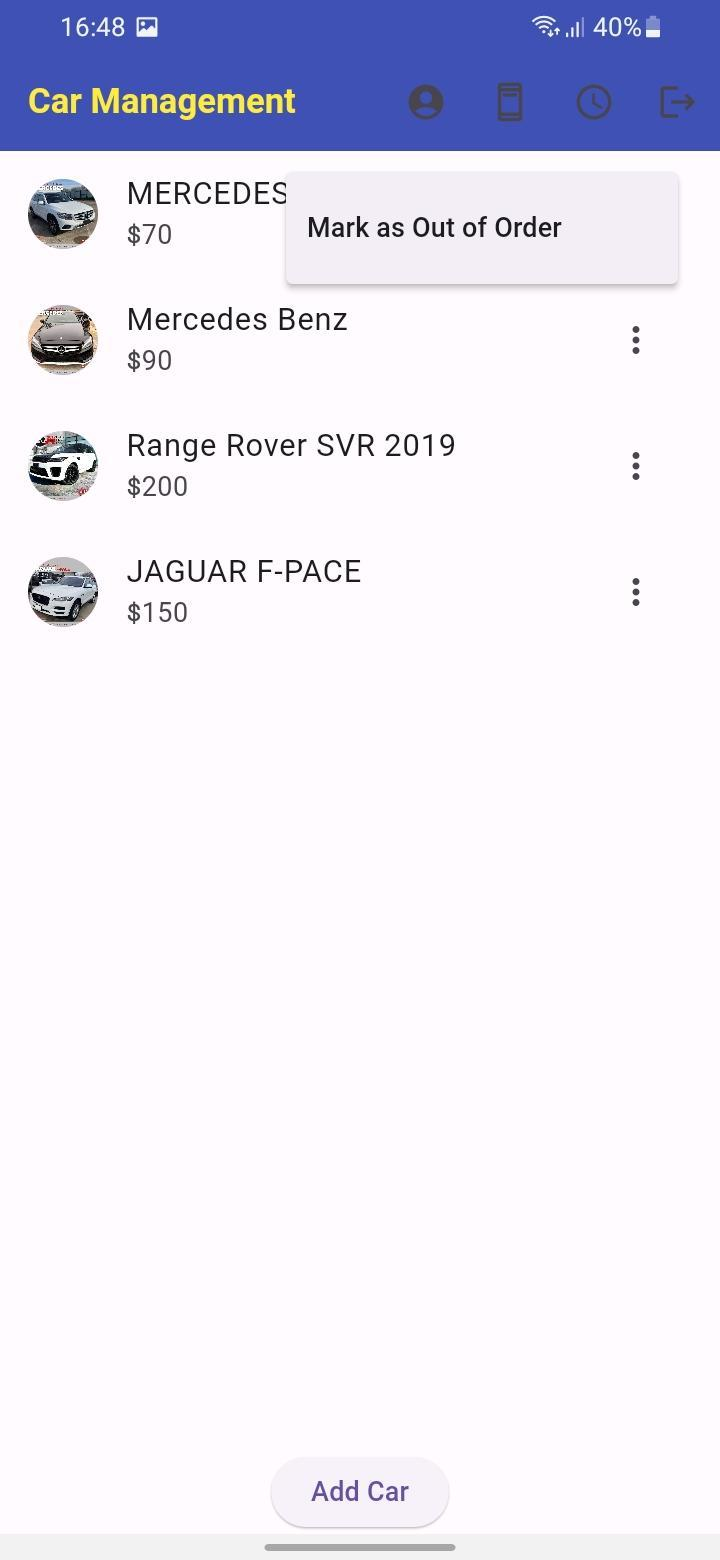 16:48
40%
Car Management
MERCEDES
$70
Mark as Out of Order
Mercedes Benz
$90
Range Rover SVR 2019
$200
JAGUAR F-PACE
$150
Add Car